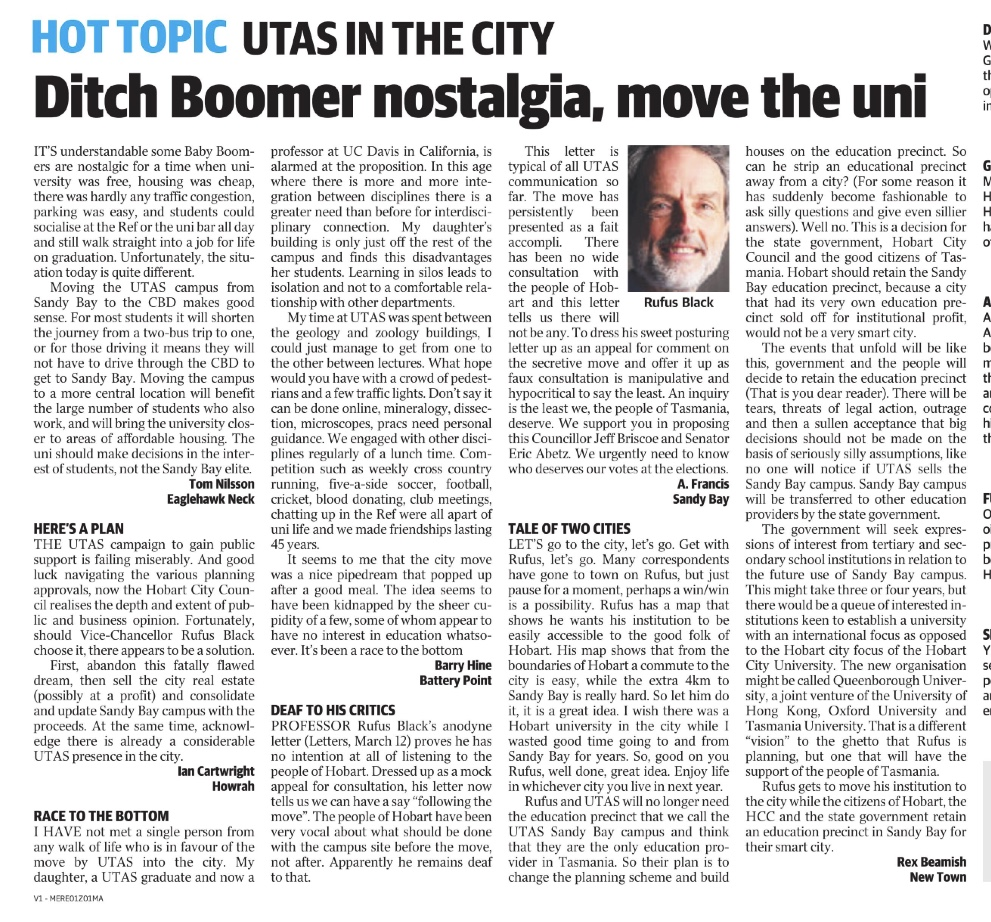 HOT TOPIC UTAS IN THE CITY
Ditch Boomer nostalgia, move the uni
IT'S understandable some Baby Boom-
ers are nostalgic for a time when uni-
versity was free, housing was cheap,
there was hardly any traffic congestion,
parking was easy, and students could
socialise at the Ref or the uni bar all day
and still walk straight into a job for life
on graduation. Unfortunately, the situ-
ation today is quite different.
Moving the UTAS campus from
Sandy Bay to the CBD makes good
sense. For most students it will shorten
the journey from a two-bus trip to one,
or for those driving it means they will
not have to drive through the CBD to
get to Sandy Bay. Moving the campus
to a more central location will benefit
the large number of students who also
work, and will bring the university clos-
er to areas of affordable housing. The
uni should make decisions in the inter-
est of students, not the Sandy Bay elite.
Tom Nilsson
Eaglehawk Neck
HERE'S A PLAN
THE UTAS campaign to gain public
support is failing miserably. And good
luck navigating the various planning
approvals, now the Hobart City Coun-
cil realises the depth and extent of pub-
lic and business opinion. Fortunately,
should Vice-Chancellor Rufus Black
choose it, there appears to be a solution.
First, abandon this fatally flawed
dream, then sell the city real estate
(possibly at a profit) and consolidate
and update Sandy Bay campus with the
proceeds. At the same time, acknowl-
edge there is already a considerable
UTAS presence in the city.
Ian Cartwright
Howrah
RACE TO THE BOTTOM
I HAVE not met a single person from
any walk of life who is in favour of the
move by UTAS into the city. My
daughter, a UTAS graduate and now a
professor at UC Davis in California, is
alarmed at the proposition. In this age
where there is more and more inte-
gration between disciplines there is a
greater need than before for interdisci-
plinary connection. My daughter's
building is only just off the rest of the
campus and finds this disadvantages
her students. Learning in silos leads to
isolation and not to a comfortable rela-
tionship with other departments.
My time at UTAS was spent between
the geology and zoology buildings, I
could just manage to get from one to
the other between lectures. What hope
would you have with a crowd of pedest-
rians and a few traffic lights. Don't say it
can be done online, mineralogy, dissec-
tion, microscopes, pracs need personal
guidance. We engaged with other disci-
plines regularly of a lunch time. Com-
petition such as weekly cross country
running, five-a-side soccer, football,
cricket, blood donating, club meetings,
chatting up in the Ref were all apart of
uni life and we made friendships lasting
45 years.
It seems to me that the city move
was a nice pipedream that popped up
after a good meal. The idea seems to
have been kidnapped by the sheer cu-
pidity of a few, some of whom appear to
have no interest in education whatso-
ever. It's been a race to the bottom
Barry Hine
Battery Point
DEAF TO HIS CRITICS
PROFESSOR Rufus Black's anodyne
letter (Letters, March 12) proves he has
no intention at all of listening to the
people of Hobart. Dressed up as a mock
appeal for consultation, his letter now
tells us we can have a say "following the
move". The people of Hobart have been
very vocal about what should be done
with the campus site before the move,
not after. Apparently he remains deaf
to that.
This letter is
typical of all UTAS
communication so
far. The move has
persistently been
presented as a fait
accompli. There
has been no wide
consultation with
the people of Hob-
art and this letter
tells us there will
not be any. To dress his sweet posturing
letter up as an appeal for comment on
the secretive move and offer it up as
faux consultation is manipulative and
hypocritical to say the least. An inquiry
is the least we, the people of Tasmania,
deserve. We support you in proposing
this Councillor Jeff Briscoe and Senator
Eric Abetz. We urgently need to know
who deserves our votes at the elections.
A. Francis
Sandy Bay
Rufus Black
TALE OF TWO CITIES
LET'S go to the city, let's go. Get with
Rufus, let's go. Many correspondents
have gone to town on Rufus, but just
pause for a moment, perhaps a win/win
is a possibility. Rufus has a map that
shows he wants his institution to be
easily accessible to the good folk of
Hobart. His map shows that from the
boundaries of Hobart a commute to the
city is easy, while the extra 4km to
Sandy Bay is really hard. So let him do
it, it is a great idea. I wish there was a
Hobart university in the city while I
wasted good time going to and from
Sandy Bay for years. So, good on you
Rufus, well done, great idea. Enjoy life
in whichever city you live in next year.
Rufus and UTAS will no longer need
the education precinct that we call the
UTAS Sandy Bay campus and think
that they are the only education pro-
vider in Tasmania. So their plan is to
change the planning scheme and build
houses on the education precinct. So
can he strip an educational precinct
away from a city? (For some reason it
has suddenly become fashionable to
ask silly questions and give even sillier
answers). Well no. This is a decision for
the state government, Hobart City
Council and the good citizens of Tas-
mania. Hobart should retain the Sandy
Bay education precinct, because a city
that had its very own education pre-
cinct sold off for institutional profit,
would not be a very smart city.
The events that unfold will be like
this, government and the people will
decide to retain the education precinct
(That is you dear reader). There will be
tears, threats of legal action, outrage
and then a sullen acceptance that big
decisions should not be made on the
basis of seriously silly assumptions, like
no one will notice if UTAS sells the
Sandy Bay campus. Sandy Bay campus
will be transferred to other education
providers by the state government.
The government will seek expres-
sions of interest from tertiary and sec-
ondary school institutions in relation to
the future use of Sandy Bay campus.
This might take three or four years, but
there would be a queue of interested in-
stitutions keen to establish a university
with an international focus as opposed
to the Hobart city focus of the Hobart
City University. The new organisation
might be called Queenborough Univer-
sity, a joint venture of the University of
Hong Kong, Oxford University and
Tasmania University. That is a different
"vision" to the ghetto that Rufus is
planning, but one that will have the
support of the people of Tasmania.
Rufus gets to move his institution to
the city while the citizens of Hobart, the
HCC and the state government retain
an education precinct in Sandy Bay for
their smart city.
Rex Beamish
New Town
V1 - MERE01Z01MA